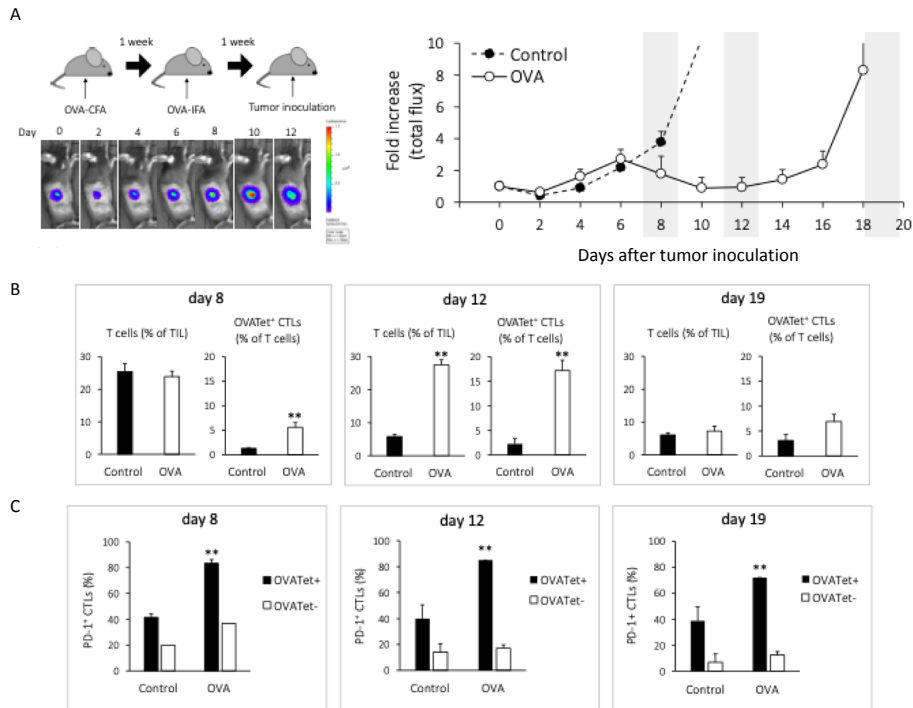 A
1 week
1 week
OVA-CFA
OVA-IFA
Tumor inoculation
Day
0
2
4
6
8
10
12
Fold increase
(total flux)
10
8
6
4
2
0
Control
OVA
0
2
4
6
8
10
12
14
16
18
20
Days after tumor inoculation
B
day 8
T cells (% of TIL)
OVATet⁺ CTLs
(% of T cells)
30
20
10
0
20
15
10
5
0
**
Control
OVA
Control
OVA
day 12
T cells (% of TIL)
OVATet⁺ CTLs
(% of T cells)
30
20
10
0
20
15
10
5
0
**
**
Control
OVA
Control
OVA
day 19
T cells (% of TIL)
OVATet⁺ CTLs
(% of T cells)
30
20
10
0
20
15
10
5
0
Control
OVA
Control
OVA
C
day 8
PD-1⁺ CTLs (%)
100
80
60
40
20
0
**
OVATet+
OVATet-
Control
OVA
day 12
PD-1⁺ CTLs (%)
100
80
60
40
20
0
**
OVATet+
OVATet-
Control
OVA
day 19
PD-1+ CTLs (%)
100
80
60
40
20
0
**
OVATet+
OVATet-
Control
OVA